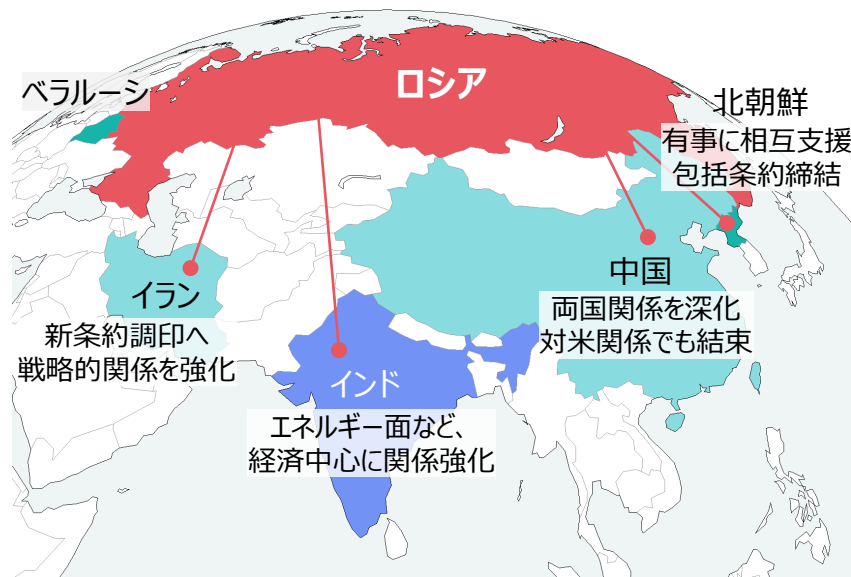 ロシア
ベラルーシ
北朝鮮
有事に相互支援
包括条約締結
イラン
新条約調印へ
戦略的関係を強化
中国
両国関係を深化
対米関係でも結束
インド
エネルギー面など、
経済中心に関係強化